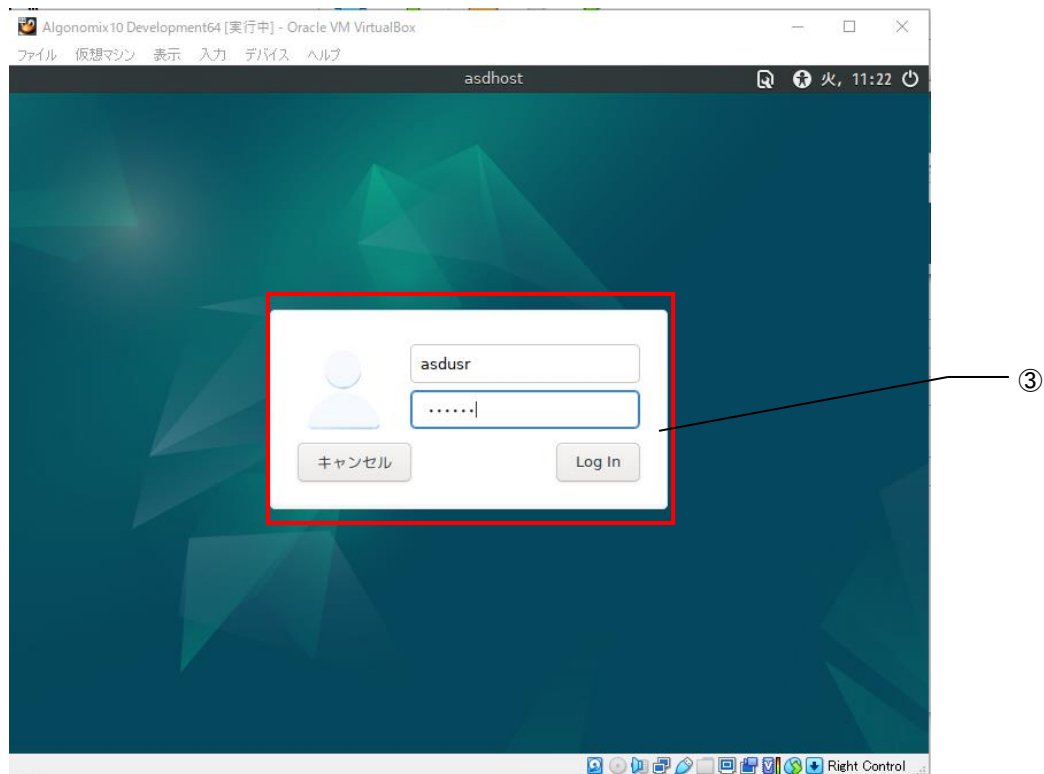 Algonomix10 Development64 [実行中] - Oracle VM VirtualBox
ファイル 仮想マシン 表示 入力 デバイス ヘルプ
asdhost 火, 11:22
asdusr
••••••
キャンセル Log In
③
Right Control